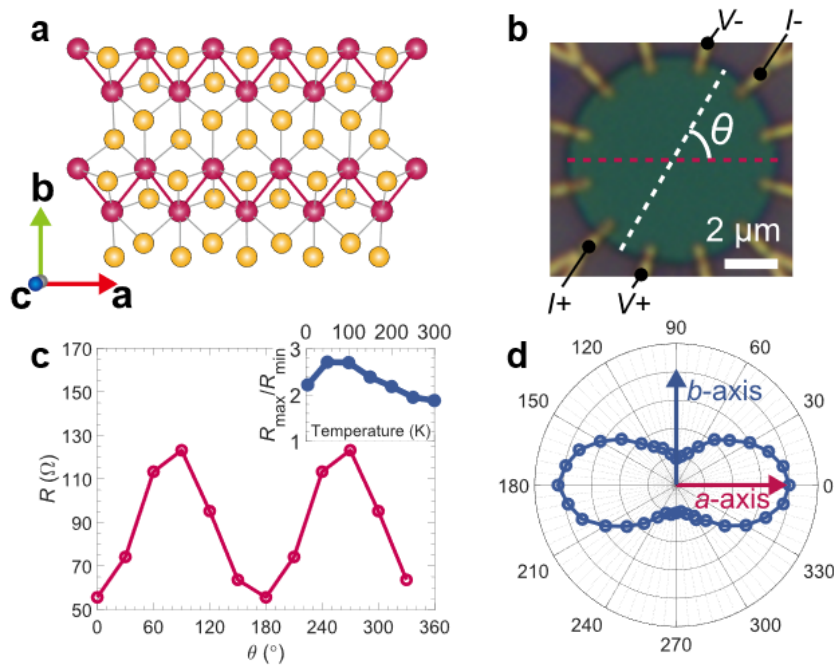 a
b
c
a
b
V-
I-
θ
2 μm
I+
V+
c
R (Ω)
170
150
130
110
90
70
50
0 60 120 180 240 300 360
θ (°)
0 100 200 300
Rmax/Rmin
3
2
1
Temperature (K)
d
90
120 60
150 30
180 0
210 330
240 300
270
b-axis
a-axis